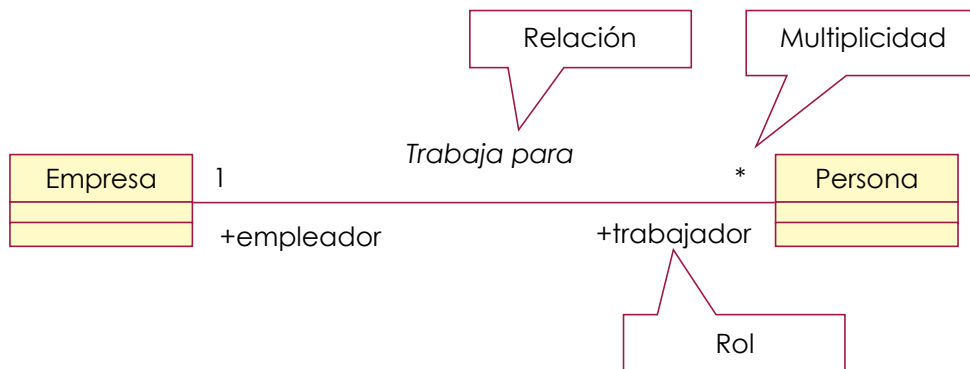 Relación
Multiplicidad
Trabaja para
Empresa
1
*
Persona
+empleador
+trabajador
Rol